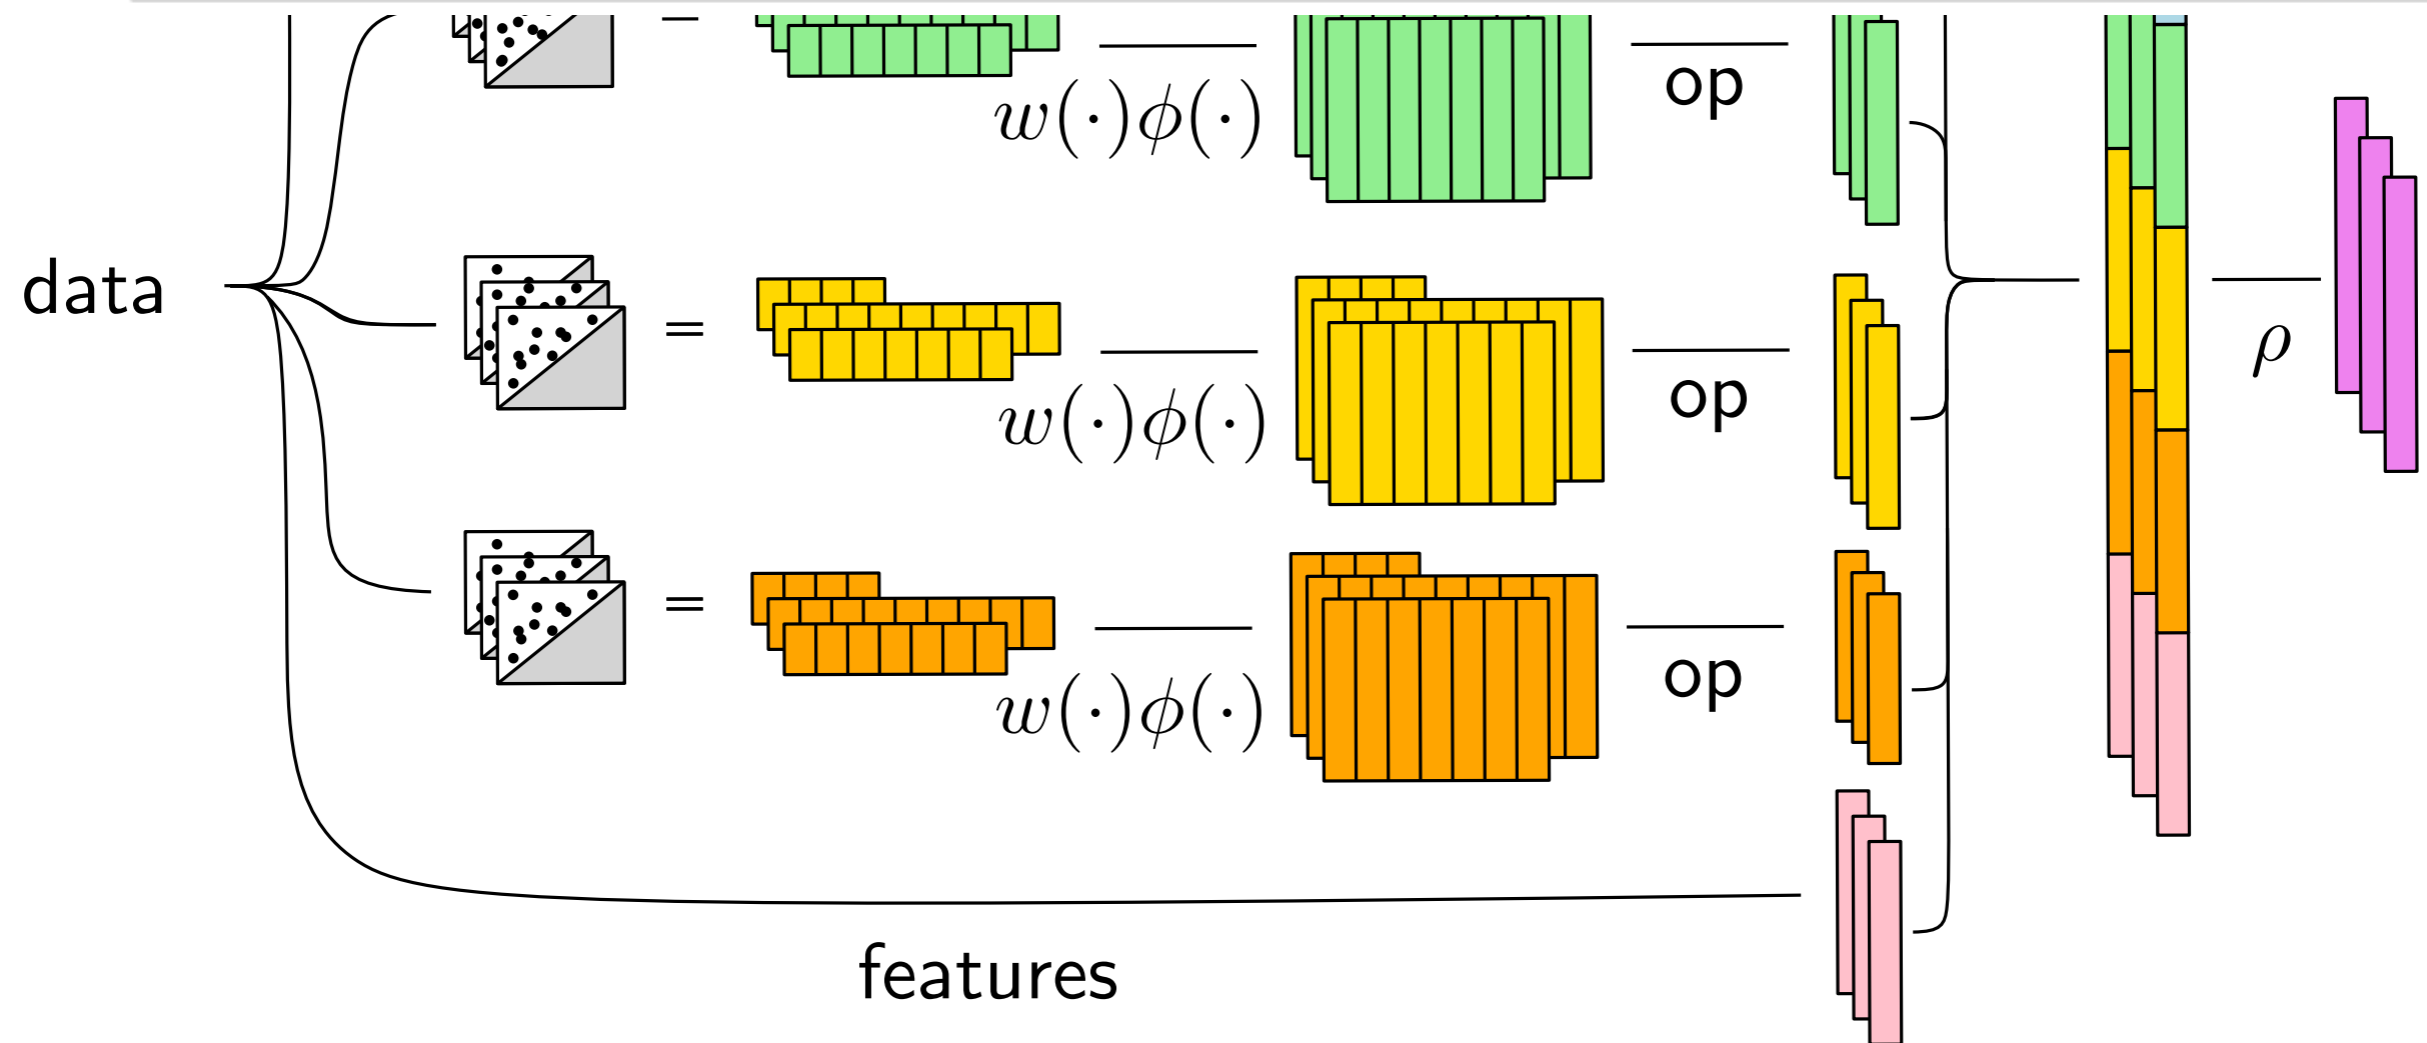 w(·)φ(·)
op
data
=
w(·)φ(·)
op
ρ
=
w(·)φ(·)
op
features